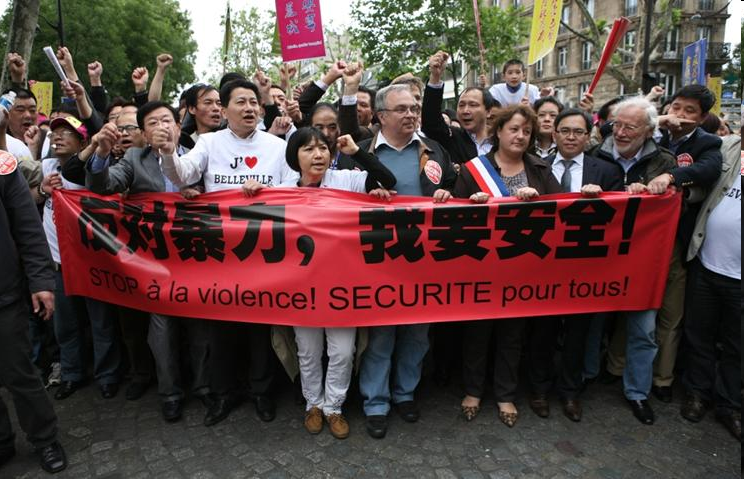 反对暴力，我要安全！
STOP à la violence! SECURITE pour tous!
J'♥
BELLEVILLE